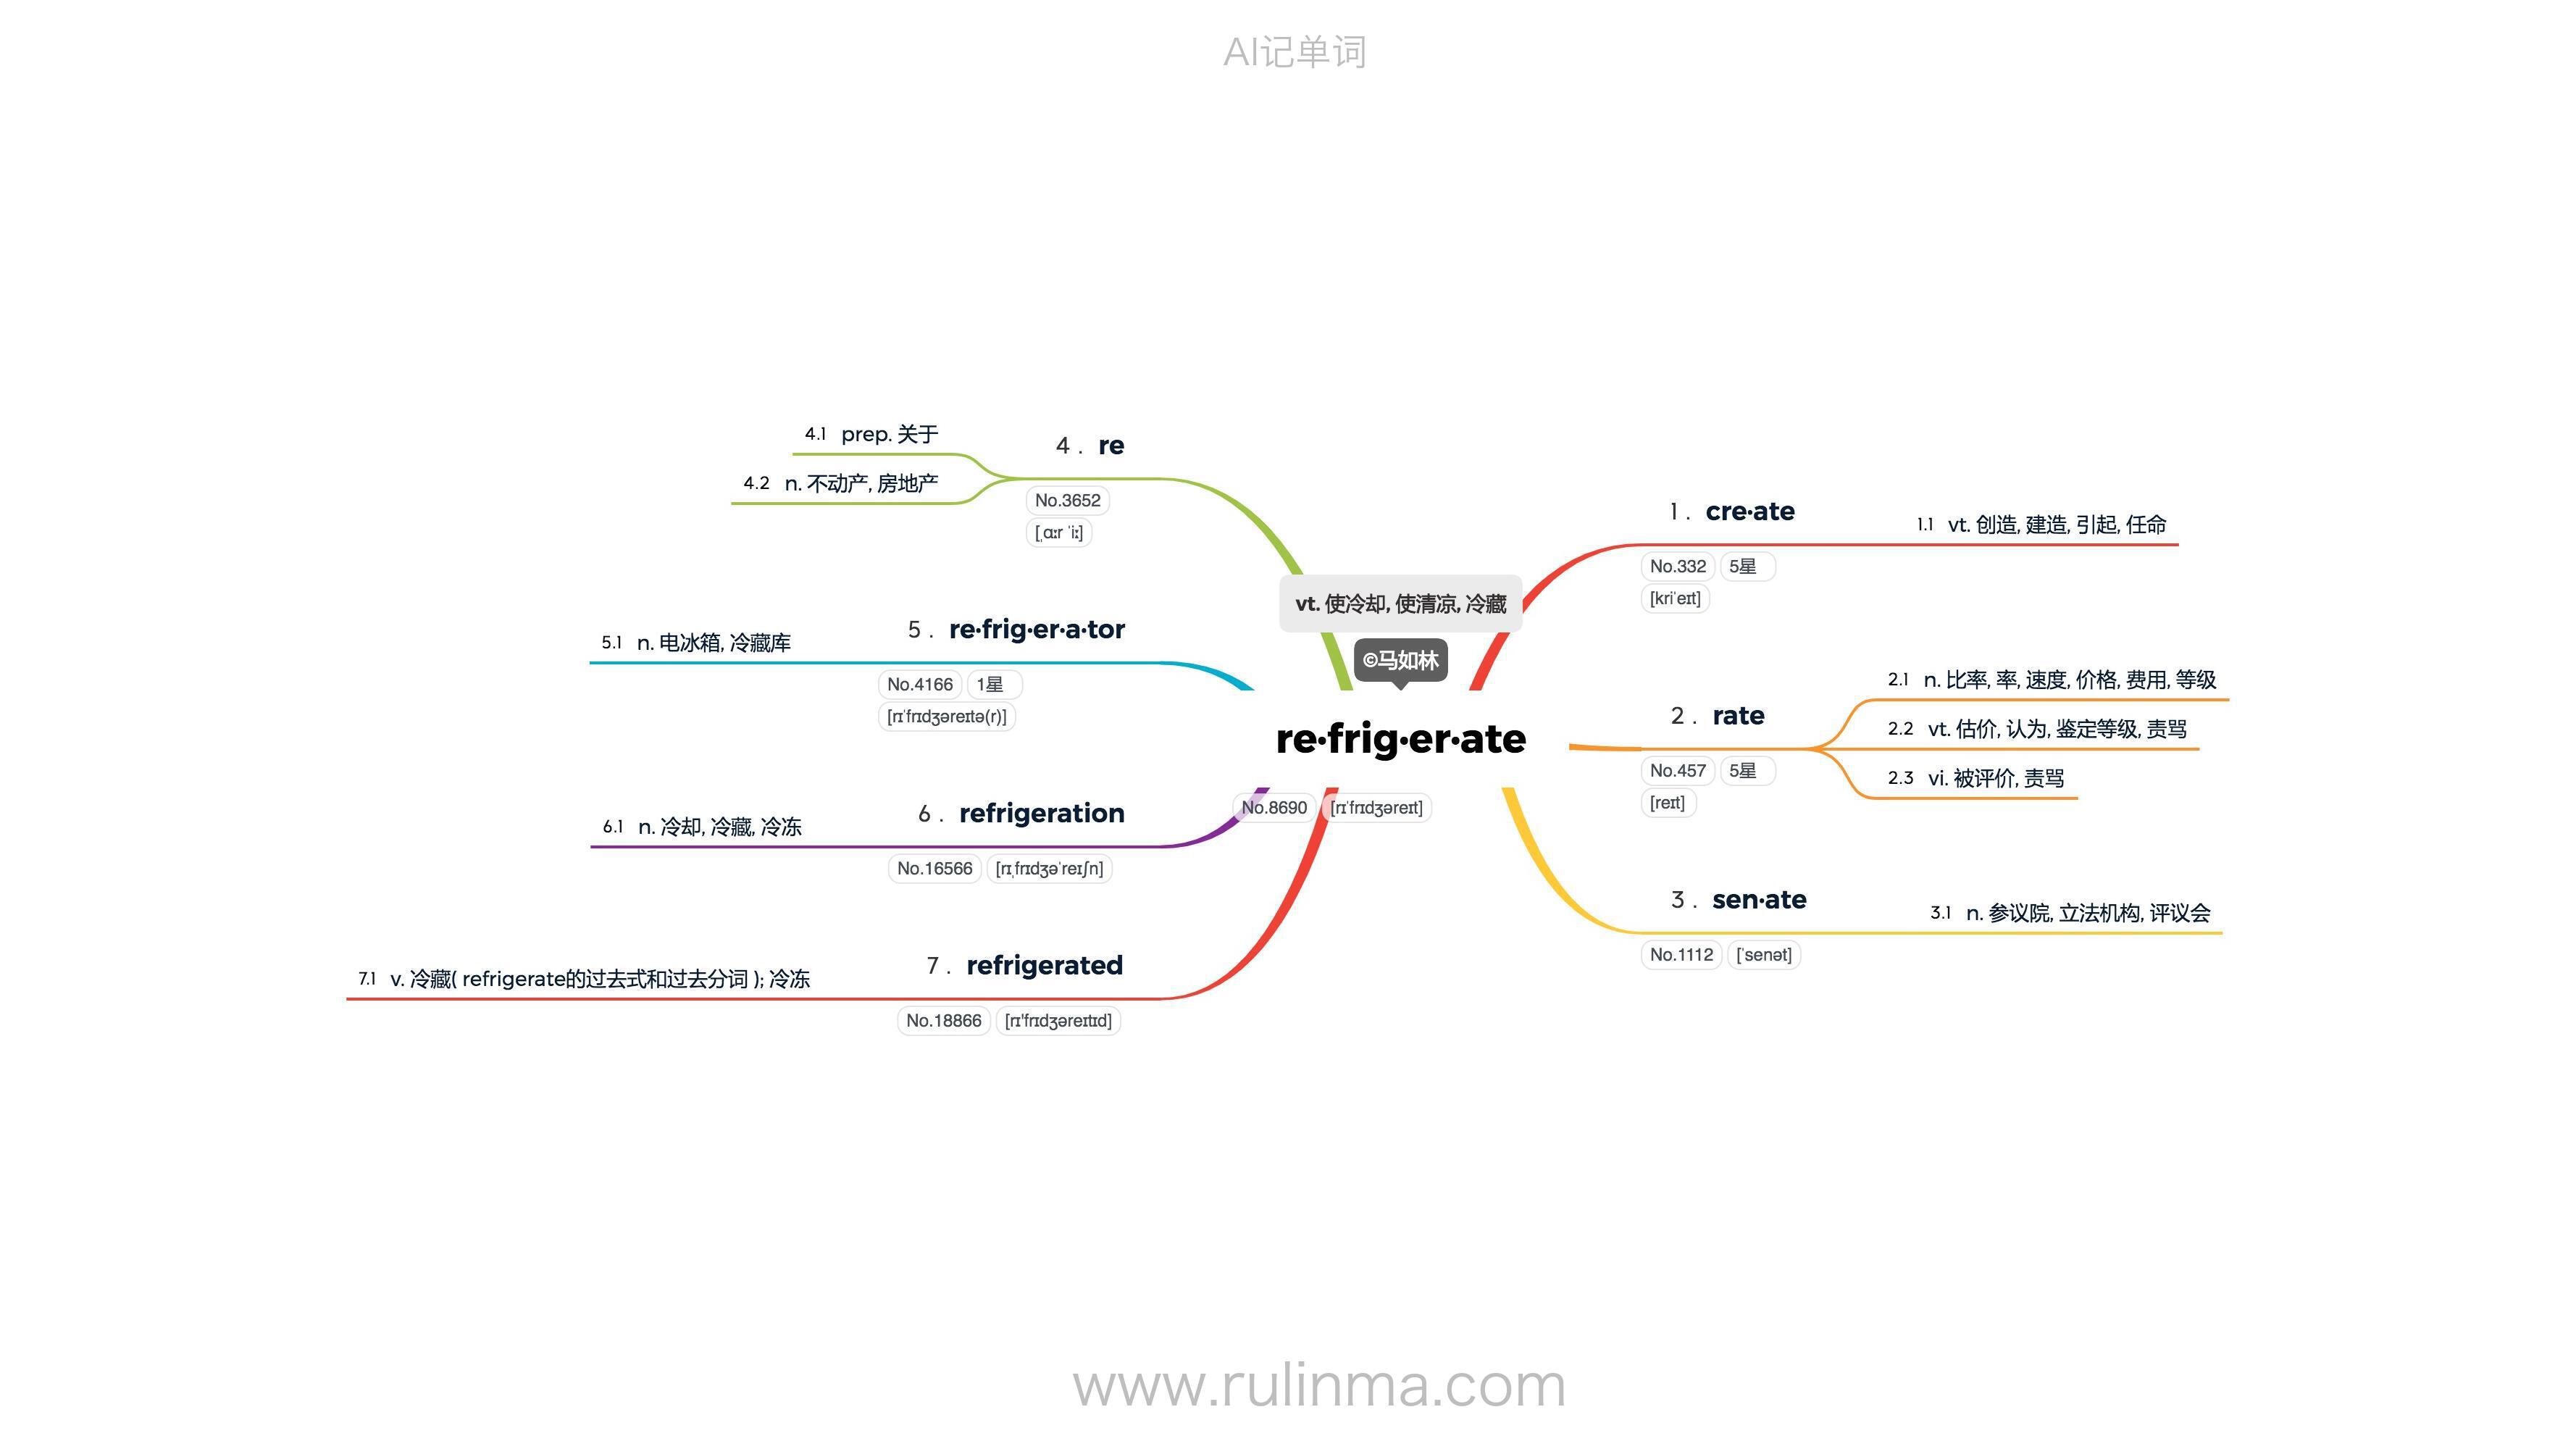 AI记单词
vt. 使冷却, 使清凉, 冷藏
©马如林
re·frig·er·ate
No.8690 [rɪˈfrɪdʒəreɪt]
1 . cre·ate
No.332 5星
[kriˈeɪt]
1.1 vt. 创造, 建造, 引起, 任命
2 . rate
No.457 5星
[reɪt]
2.1 n. 比率, 率, 速度, 价格, 费用, 等级
2.2 vt. 估价, 认为, 鉴定等级, 责骂
2.3 vi. 被评价, 责骂
3 . sen·ate
No.1112 [ˈsenət]
3.1 n. 参议院, 立法机构, 评议会
4 . re
No.3652
[ˌɑːr ˈiː]
4.1 prep. 关于
4.2 n. 不动产, 房地产
5 . re·frig·er·a·tor
No.4166 1星
[rɪˈfrɪdʒəreɪtə(r)]
5.1 n. 电冰箱, 冷藏库
6 . refrigeration
No.16566 [rɪˌfrɪdʒəˈreɪʃn]
6.1 n. 冷却, 冷藏, 冷冻
7 . refrigerated
No.18866 [rɪ'frɪdʒəreɪtɪd]
7.1 v. 冷藏( refrigerate的过去式和过去分词 ); 冷冻
www.rulinma.com